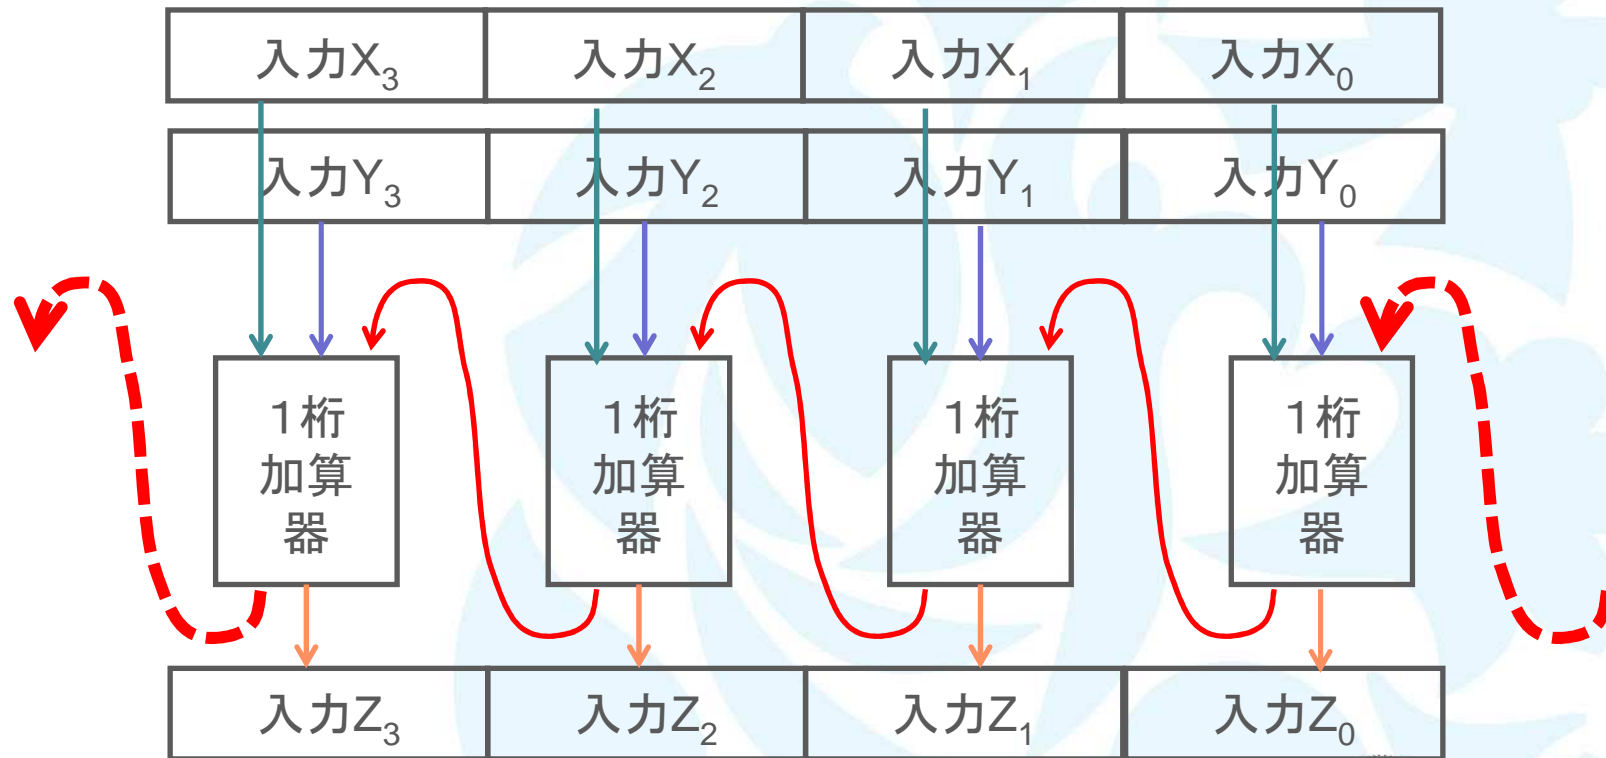 入力X₃ 入力X₂ 入力X₁ 入力X₀
入力Y₃ 入力Y₂ 入力Y₁ 入力Y₀
1桁 1桁 1桁 1桁
加算 加算 加算 加算
器 器 器 器
入力Z₃ 入力Z₂ 入力Z₁ 入力Z₀